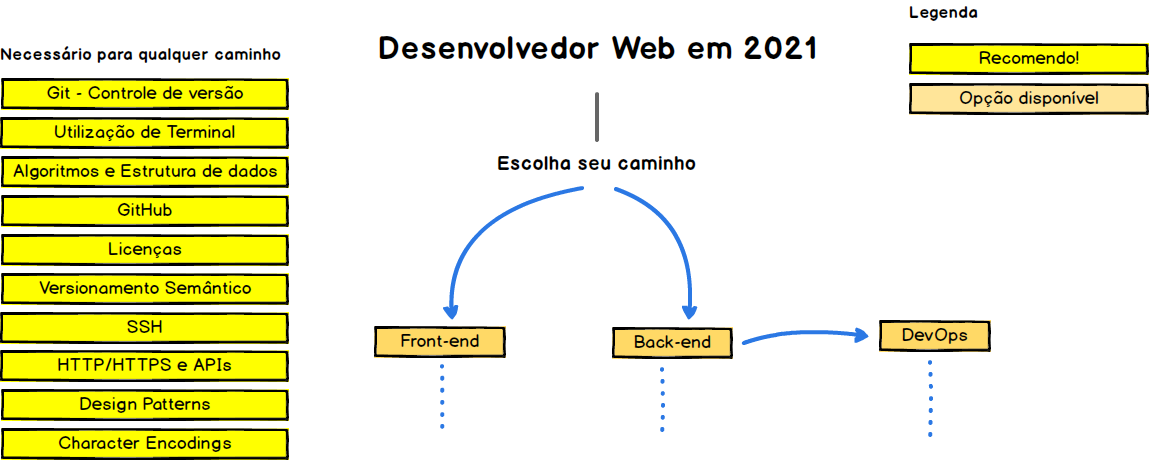 Necessário para qualquer caminho
Git - Controle de versão
Utilização de Terminal
Algoritmos e Estrutura de dados
GitHub
Licenças
Versionamento Semântico
SSH
HTTP/HTTPS e APIs
Design Patterns
Character Encodings
Desenvolvedor Web em 2021
Escolha seu caminho
Front-end
Back-end
DevOps
Legenda
Recomendo!
Opção disponível